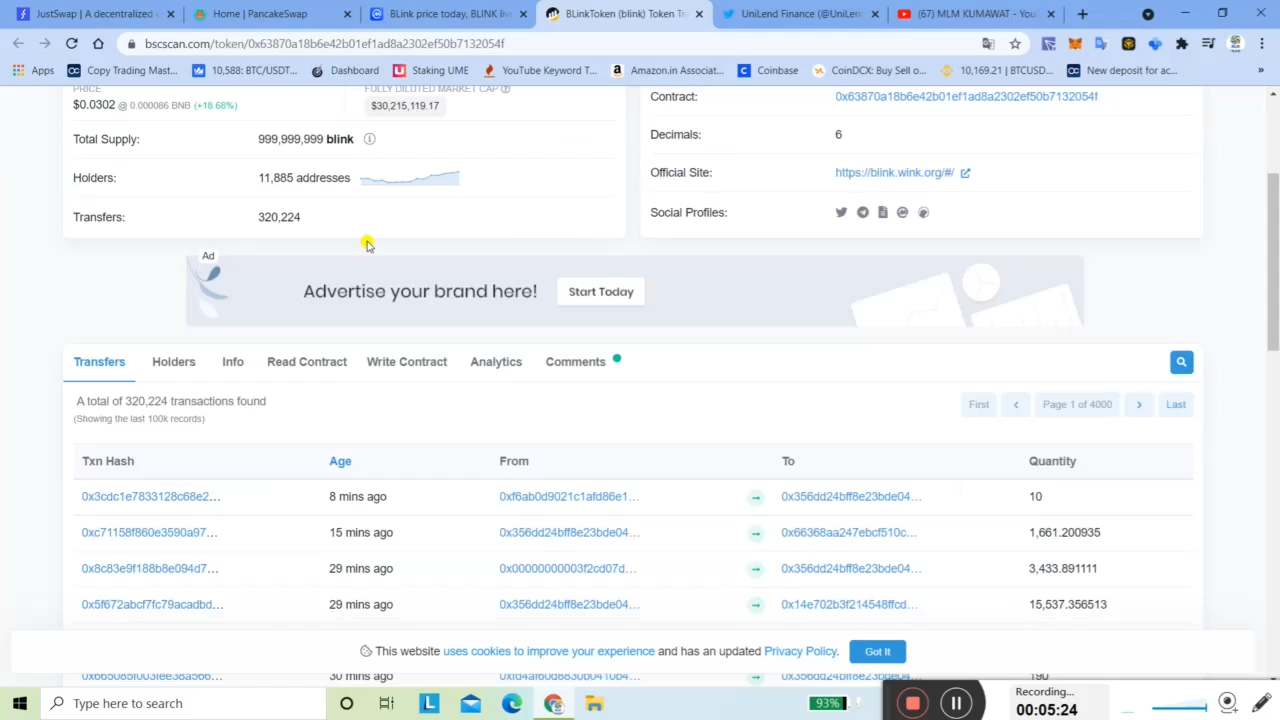 JustSwap | A decentralized c
Home | PancakeSwap
BLink price today, BLINK live
BLinkToken (blink) Token Tra
UniLend Finance (@UniLen
(67) MLM KUMAWAT - You
bscscan.com/token/0x63870a18b6e42b01ef1ad8a2302ef50b7132054f
Apps
Copy Trading Mast...
10,588: BTC/USDT...
Dashboard
Staking UME
YouTube Keyword T...
Amazon.in Associat...
Coinbase
CoinDCX: Buy Sell o...
10,169.21 | BTCUSD...
New deposit for ac...
»
PRICE
FULLY DILUTED MARKET CAP
$0.0302 @ 0.000086 BNB (+18.68%)
$30,215,119.17
Total Supply: 999,999,999 blink
Holders: 11,885 addresses
Transfers: 320,224
Contract: 0x63870a18b6e42b01ef1ad8a2302ef50b7132054f
Decimals: 6
Official Site: https://blink.wink.org/#/
Social Profiles:
Ad
Advertise your brand here!
Start Today
Transfers Holders Info Read Contract Write Contract Analytics Comments
A total of 320,224 transactions found
(Showing the last 100k records)
First < Page 1 of 4000 > Last
Txn Hash Age From To Quantity
0x3cdc1e7833128c68e2... 8 mins ago 0xf6ab0d9021c1afd86e1... 0x356dd24bff8e23bde04... 10
0xc71158f860e3590a97... 15 mins ago 0x356dd24bff8e23bde04... 0x66368aa247ebcf510c... 1,661.200935
0x8c83e9f188b8e094d7... 29 mins ago 0x00000000003f2cd07d... 0x356dd24bff8e23bde04... 3,433.891111
0x5f672abcf7fc79acadbd... 29 mins ago 0x356dd24bff8e23bde04... 0x14e702b3f214548ffcd... 15,537.356513
This website uses cookies to improve your experience and has an updated Privacy Policy.
Got It
30 mins ago 0x356dd24bff8e23bde04... 190
Type here to search
93%
Recording...
00:05:24